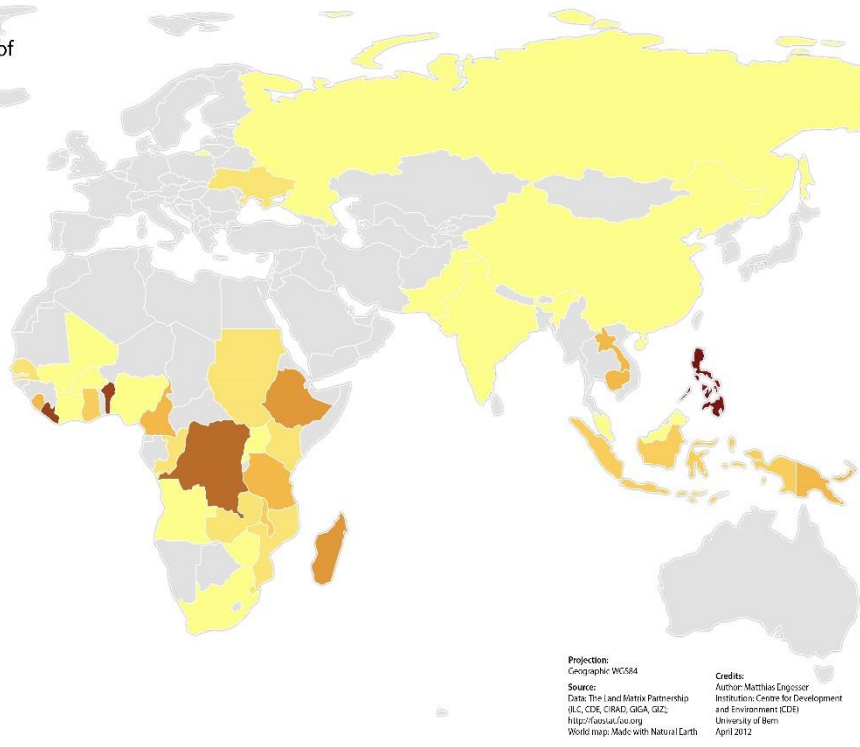 of
Projection:
Geographic WGS84
Source:
Data: The Land Matrix Partnership
(ILC, CDE, CIRAD, GIGA, GIZ);
http://faostat.fao.org
World map: Made with Natural Earth
Credits:
Author: Matthias Engesser
Institution: Centre for Development
and Environment (CDE)
University of Bern
April 2012